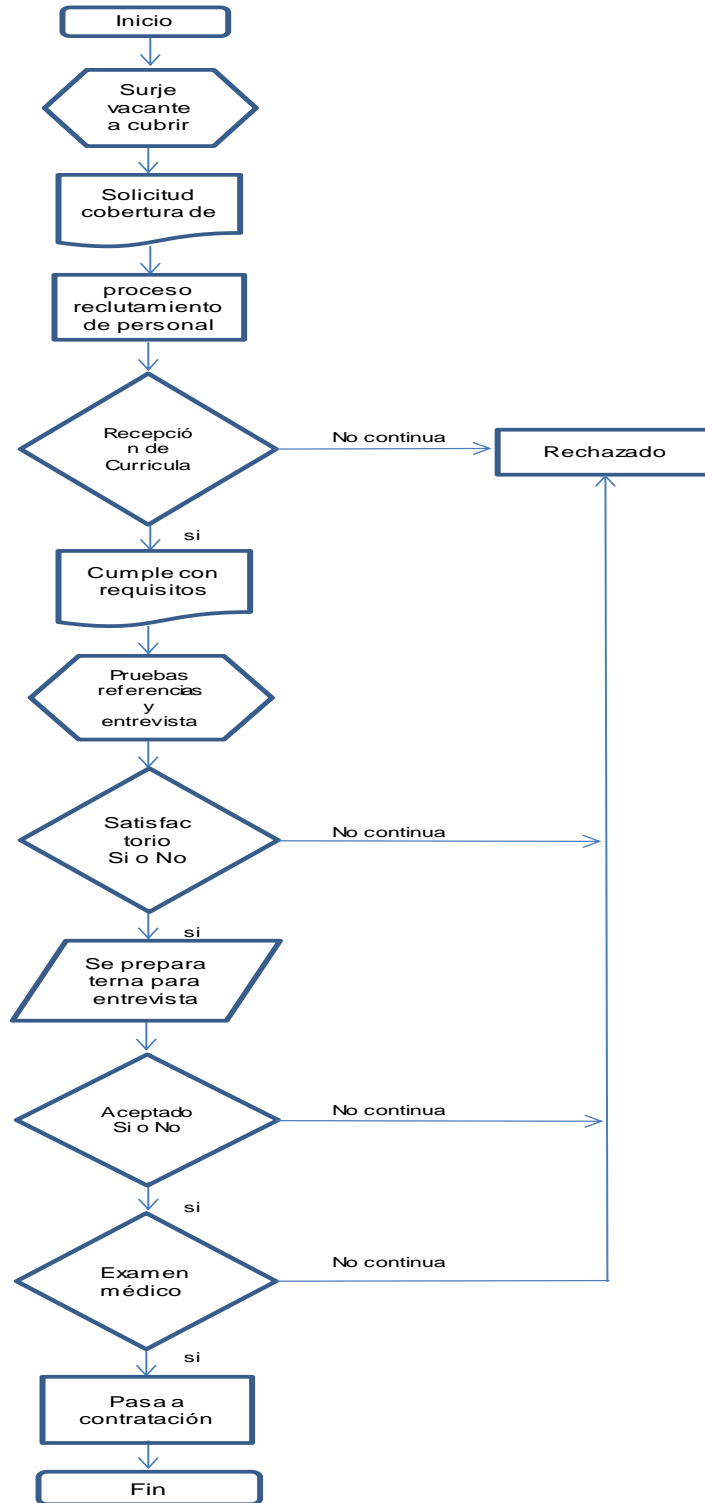 Inicio
Surje
vacante
a cubrir
Solicitud
cobertura de
proceso
reclutamiento
de personal
Recepció
n de
Curricula
No continua
Rechazado
si
Cumple con
requisitos
Pruebas
referencias
y
entrevista
Satisfac
torio
Si o No
No continua
si
Se prepara
terna para
entrevista
Aceptado
Si o No
No continua
si
Examen
médico
No continua
si
Pasa a
contratación
Fin